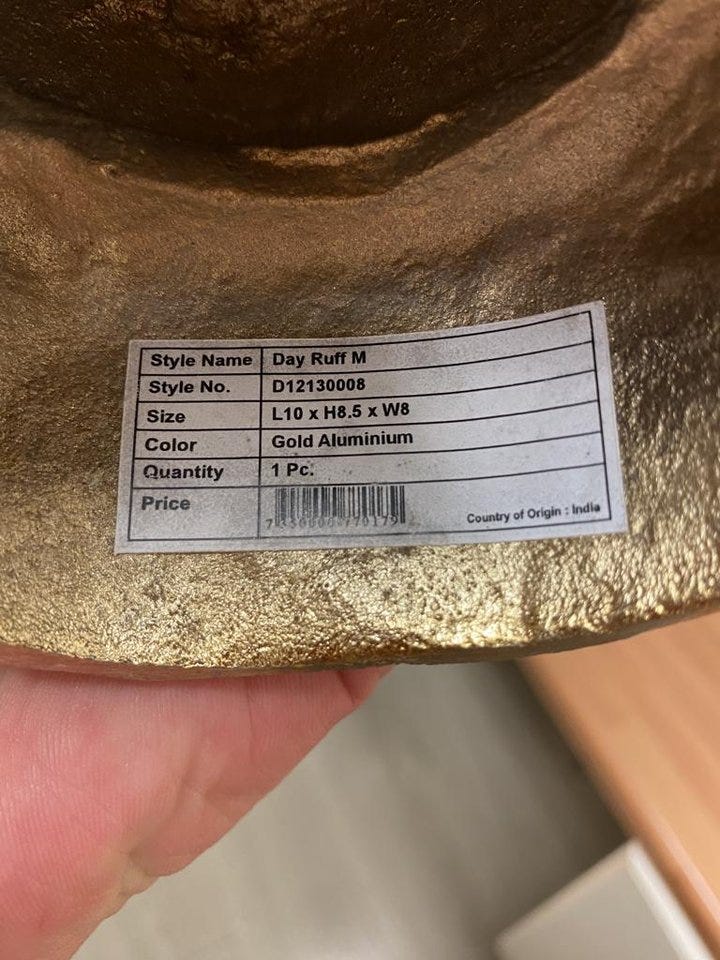 Style Name Day Ruff M
Style No. D12130008
Size L10 x H8.5 x W8
Color Gold Aluminium
Quantity 1 Pc.
Price
Country of Origin : India